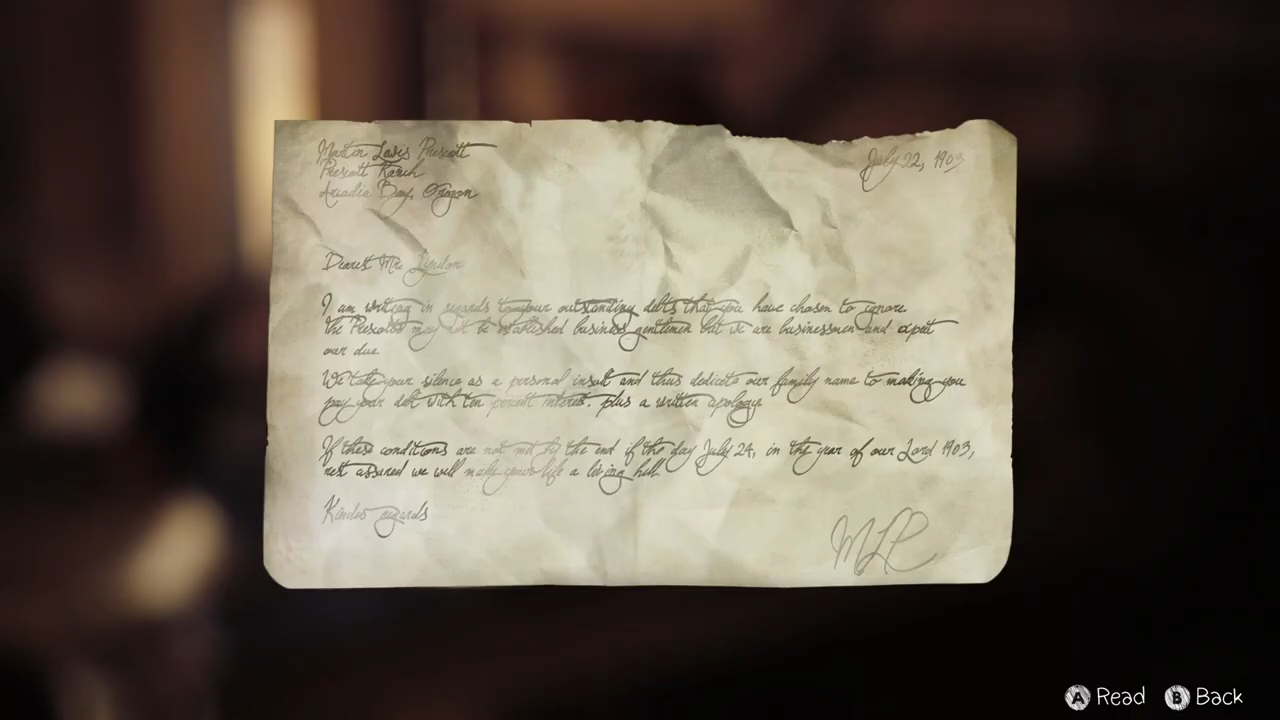 Martin Lewis Prescott
July 22, 1903
Prescott Ranch
Arcadia Bay, Oregon
Dearest Mr. Lyndon
I am writing in regards to your outstanding debts that you have chosen to ignore.
The Prescotts may not be established business gentlemen but we are businessmen and expect
our due.
We take your silence as a personal insult and thus dedicate our family name to making you
pay your debt with ten percent interest, plus a written apology.
If these conditions are not met by the end if the day July 24, in the year of our Lord 1903,
rest assured we will make your life a living hell.
Kindes regards
MLP
A Read B Back